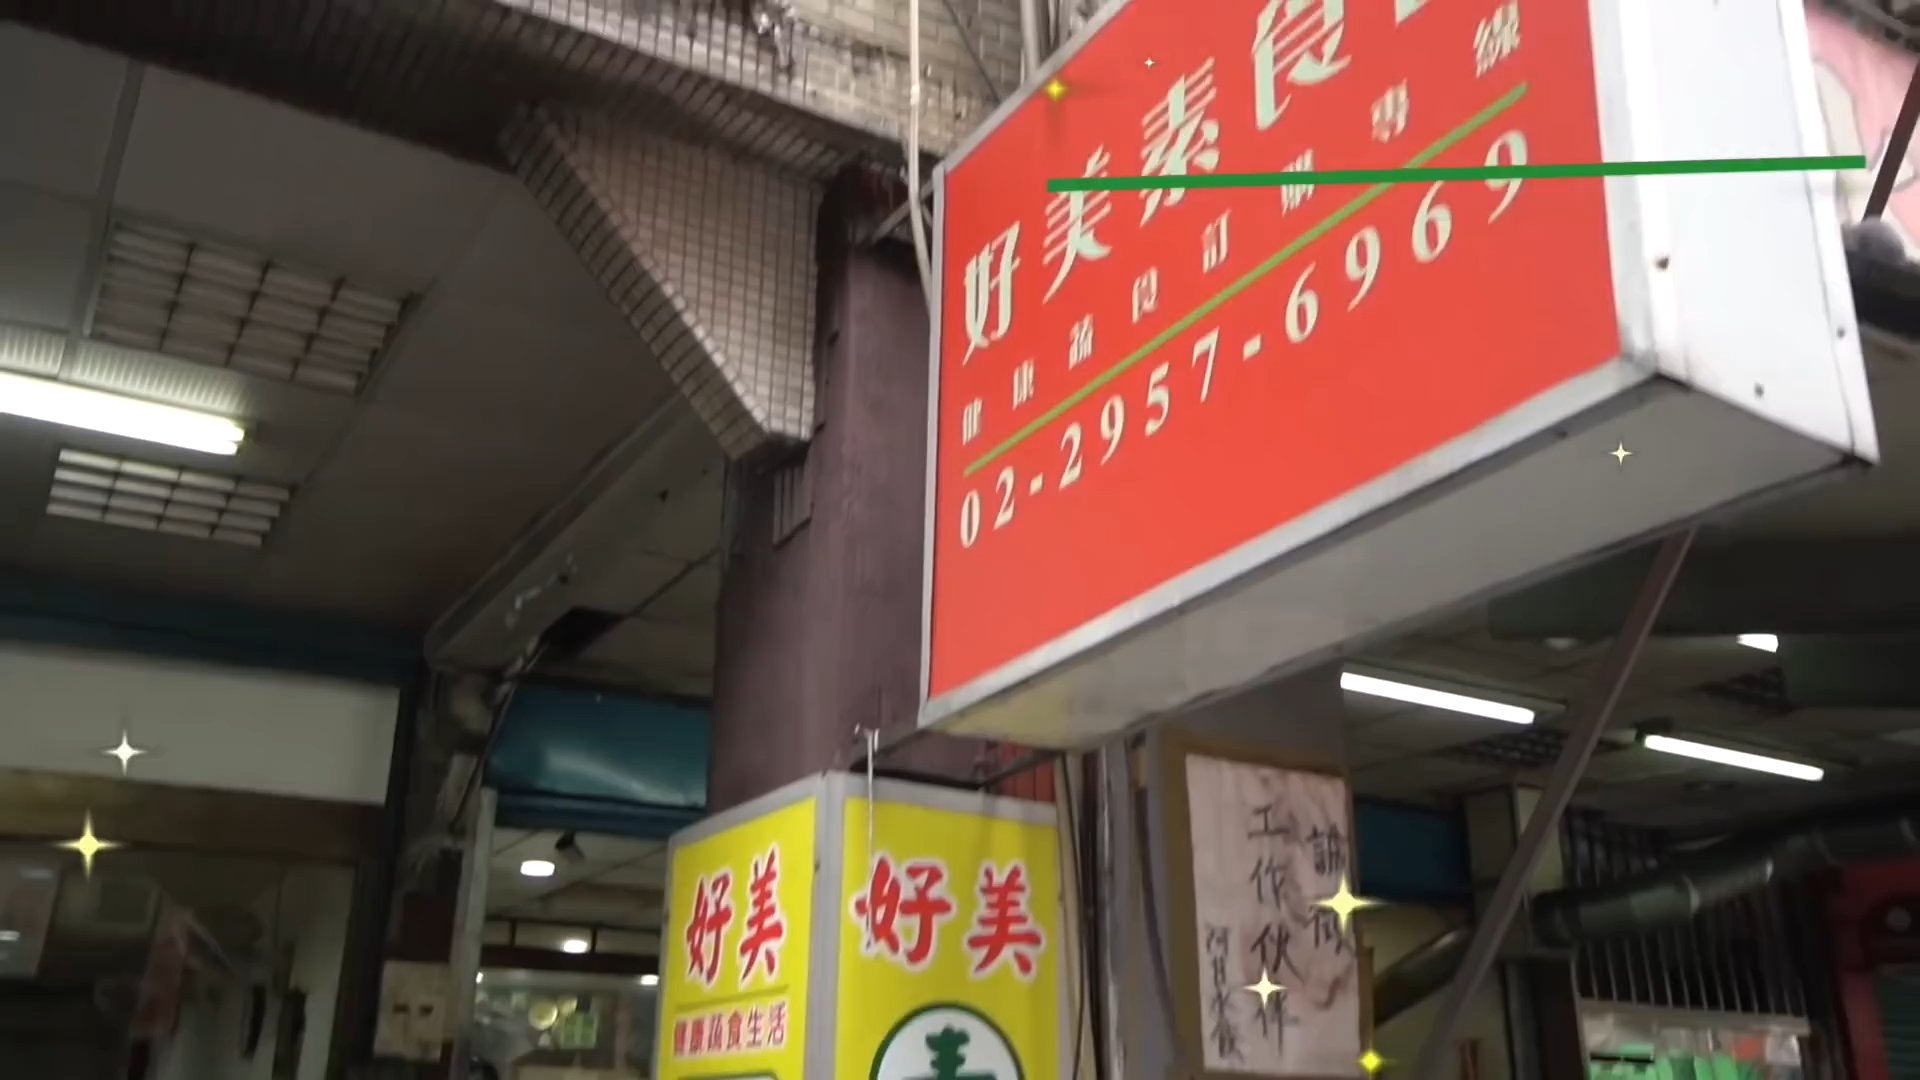 好美素食
健康蔬食訂購專線
02-2957-6969
好美
健康蔬食生活
好美
素
誠徵
工作伙伴